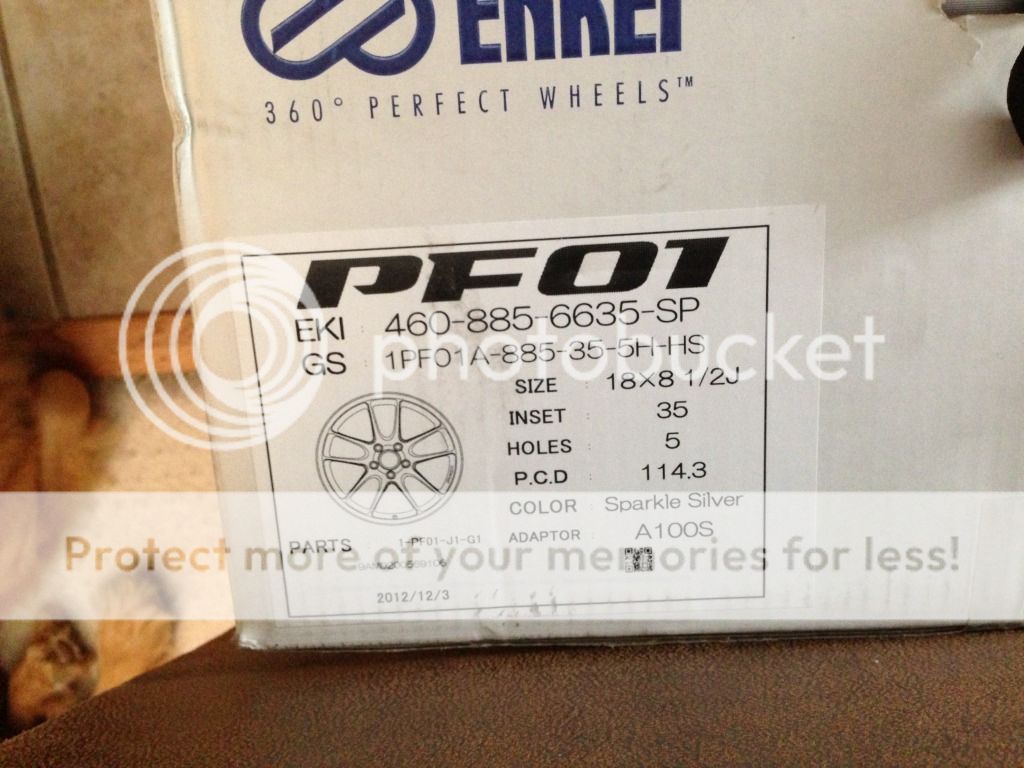 ENKEI
360° PERFECT WHEELS™
PF01
EKI : 460-885-6635-SP
GS : 1PF01A-885-35-5H-HS
photobucket
SIZE : 18×8 1/2J
INSET : 35
HOLES : 5
P.C.D : 114.3
COLOR : Sparkle Silver
ADAPTOR : A100S
PARTS : 1-PF01-J1-G1
Protect more of your memories for less!
2012/12/3